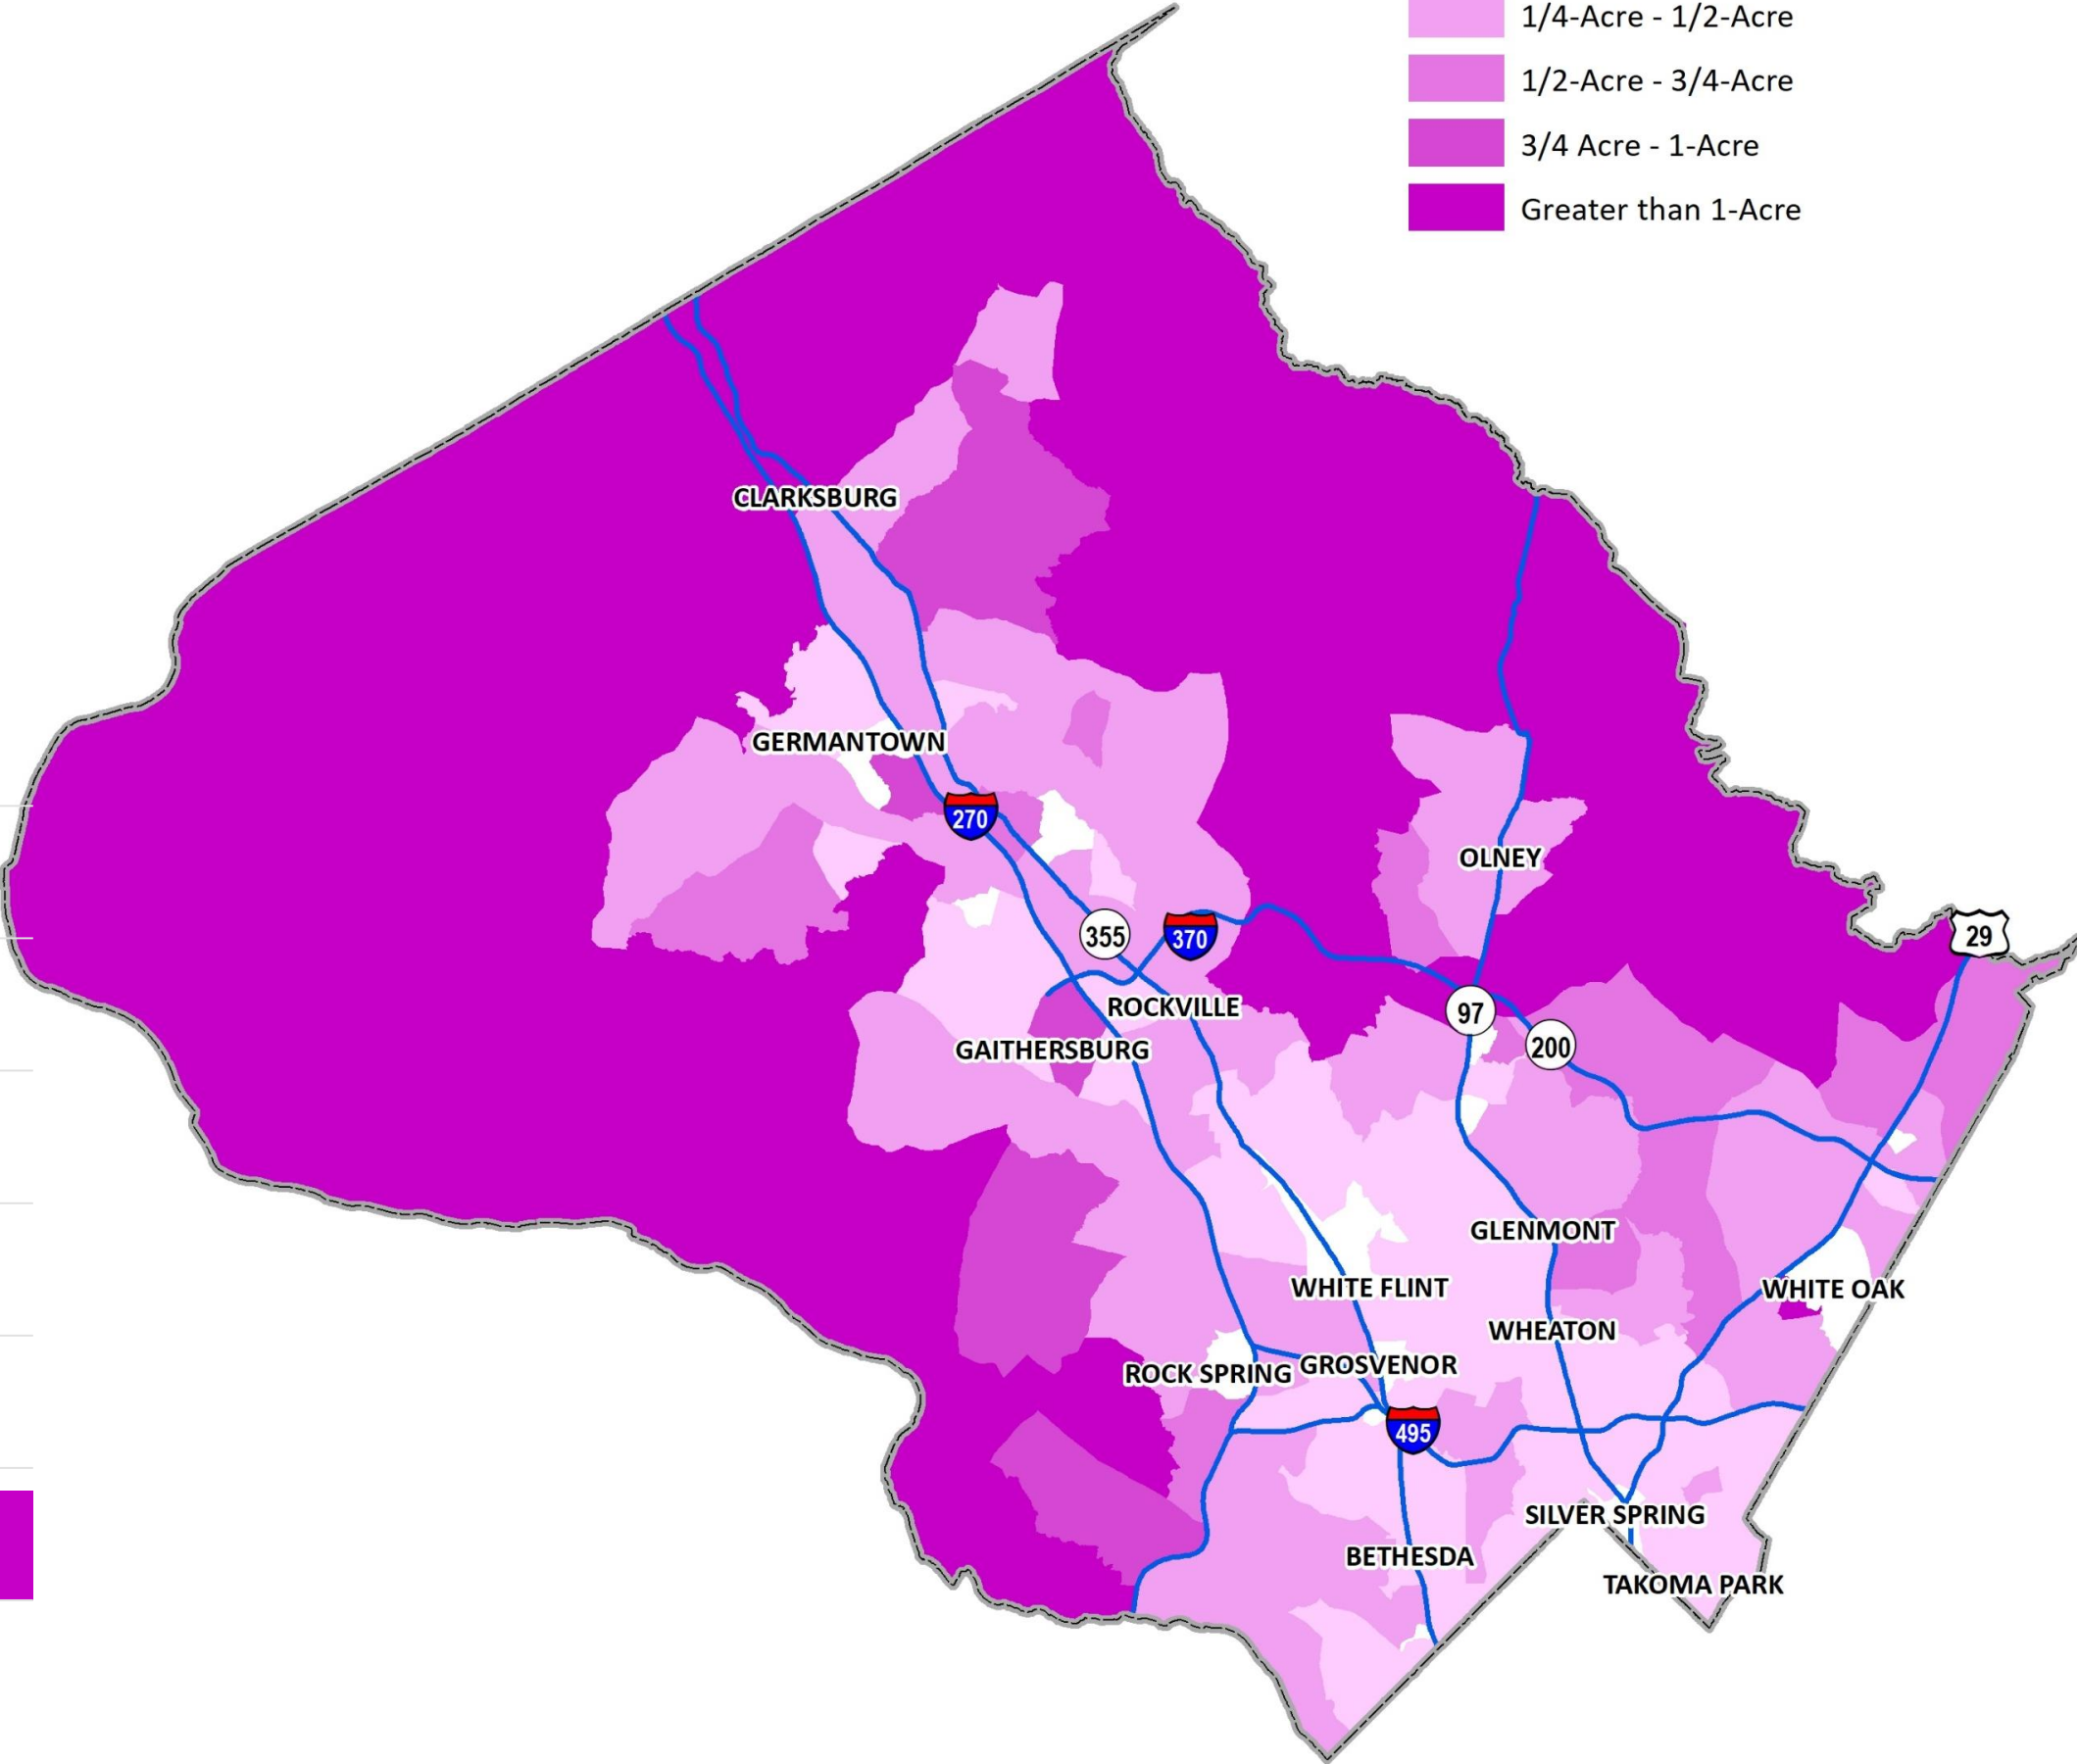 1/4-Acre - 1/2-Acre
1/2-Acre - 3/4-Acre
3/4 Acre - 1-Acre
Greater than 1-Acre
CLARKSBURG
GERMANTOWN
270
OLNEY
355
370
29
ROCKVILLE
97
200
GAITHERSBURG
GLENMONT
WHITE FLINT
WHITE OAK
WHEATON
ROCK SPRING
GROSVENOR
495
SILVER SPRING
BETHESDA
TAKOMA PARK